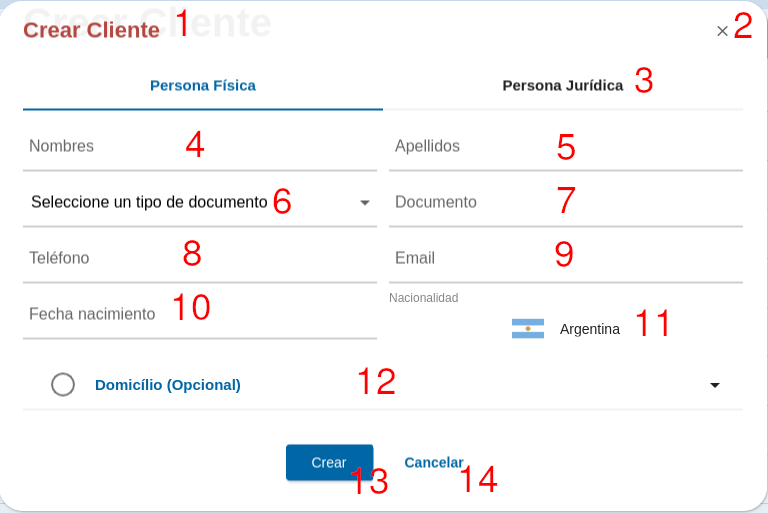 Crear Cliente
Crear Cliente 1
× 2
Persona Física
Persona Jurídica 3
Nombres 4
Apellidos 5
Seleccione un tipo de documento 6
Documento 7
Teléfono 8
Email 9
Fecha nacimiento 10
Nacionalidad
Argentina 11
Domicílio (Opcional) 12
Crear 13
Cancelar 14